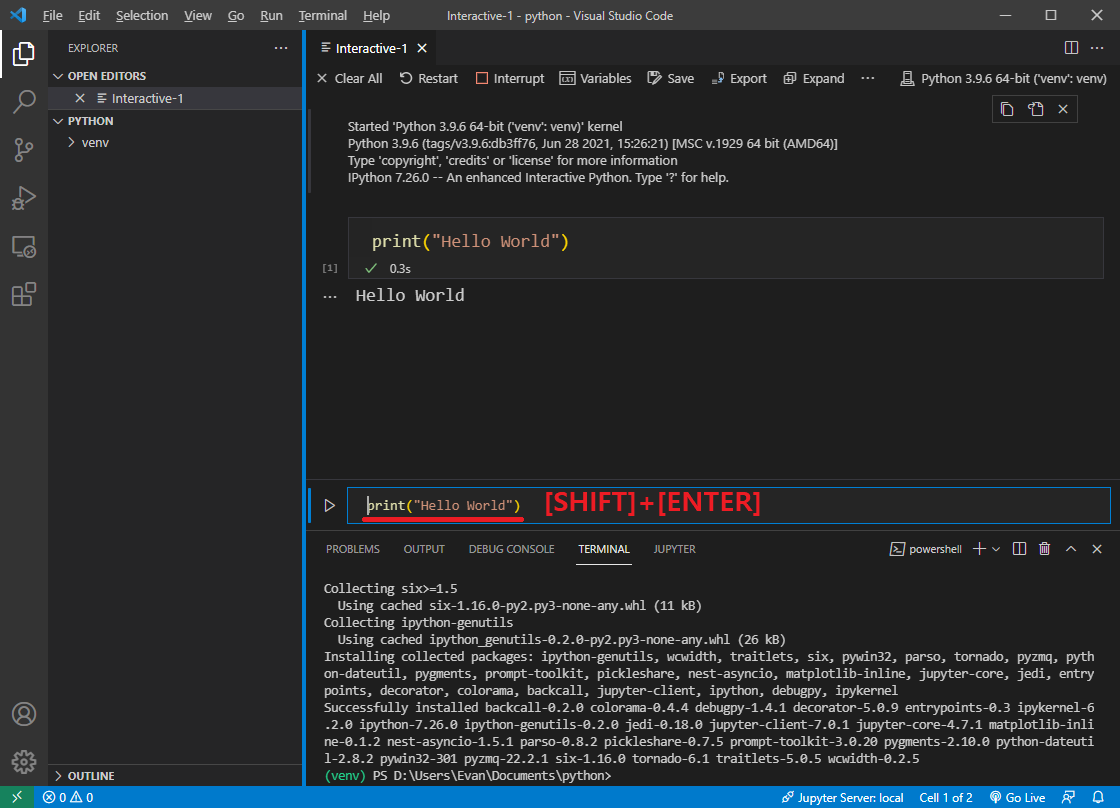 File Edit Selection View Go Run Terminal Help Interactive-1 - python - Visual Studio Code
EXPLORER
OPEN EDITORS
Interactive-1
PYTHON
venv
OUTLINE
Interactive-1
Clear All Restart Interrupt Variables Save Export Expand Python 3.9.6 64-bit ('venv': venv)
Started 'Python 3.9.6 64-bit ('venv': venv)' kernel
Python 3.9.6 (tags/v3.9.6:db3ff76, Jun 28 2021, 15:26:21) [MSC v.1929 64 bit (AMD64)]
Type 'copyright', 'credits' or 'license' for more information
IPython 7.26.0 -- An enhanced Interactive Python. Type '?' for help.
print("Hello World")
[1] 0.3s
Hello World
print("Hello World") [SHIFT]+[ENTER]
PROBLEMS OUTPUT DEBUG CONSOLE TERMINAL JUPYTER powershell
Collecting six>=1.5
Using cached six-1.16.0-py2.py3-none-any.whl (11 kB)
Collecting ipython-genutils
Using cached ipython_genutils-0.2.0-py2.py3-none-any.whl (26 kB)
Installing collected packages: ipython-genutils, wcwidth, traitlets, six, pywin32, parso, tornado, pyzmq, pyth
on-dateutil, pygments, prompt-toolkit, pickleshare, nest-asyncio, matplotlib-inline, jupyter-core, jedi, entry
points, decorator, colorama, backcall, jupyter-client, ipython, debugpy, ipykernel
Successfully installed backcall-0.2.0 colorama-0.4.4 debugpy-1.4.1 decorator-5.0.9 entrypoints-0.3 ipykernel-6
.2.0 ipython-7.26.0 ipython-genutils-0.2.0 jedi-0.18.0 jupyter-client-7.0.1 jupyter-core-4.7.1 matplotlib-inli
ne-0.1.2 nest-asyncio-1.5.1 parso-0.8.2 pickleshare-0.7.5 prompt-toolkit-3.0.20 pygments-2.10.0 python-dateuti
l-2.8.2 pywin32-301 pyzmq-22.2.1 six-1.16.0 tornado-6.1 traitlets-5.0.5 wcwidth-0.2.5
(venv) PS D:\Users\Evan\Documents\python>
0 0 Jupyter Server: local Cell 1 of 2 Go Live